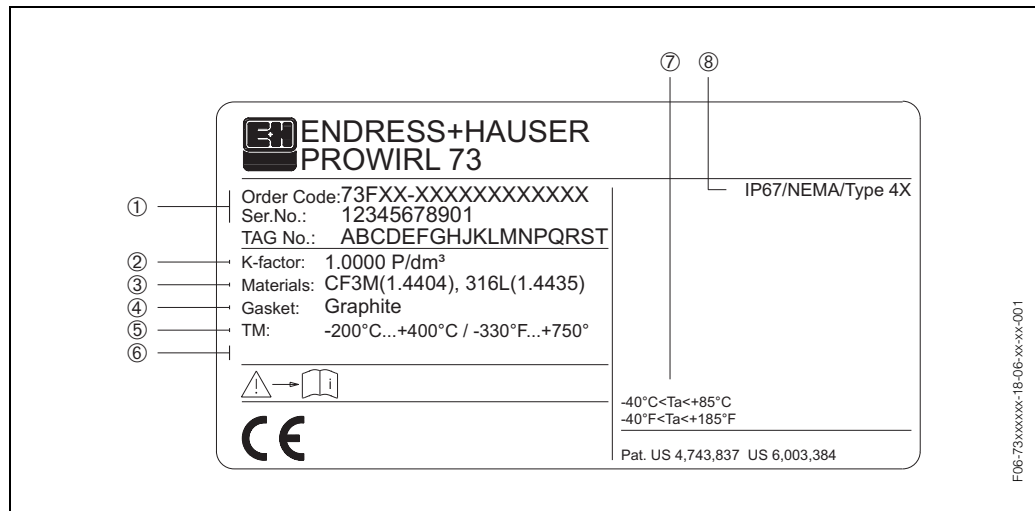 ⑦ ⑧
E+H
ENDRESS+HAUSER
PROWIRL 73
IP67/NEMA/Type 4X
① Order Code:73FXX-XXXXXXXXXXXX
Ser.No.: 12345678901
TAG No.: ABCDEFGHJKLMNPQRST
② K-factor: 1.0000 P/dm³
③ Materials: CF3M(1.4404), 316L(1.4435)
④ Gasket: Graphite
⑤ TM: -200°C...+400°C / -330°F...+750°
⑥
i
-40°C<Ta<+85°C
-40°F<Ta<+185°F
CE
Pat. US 4,743,837 US 6,003,384
F06-73xxxxxx-18-06-xx-xx-001